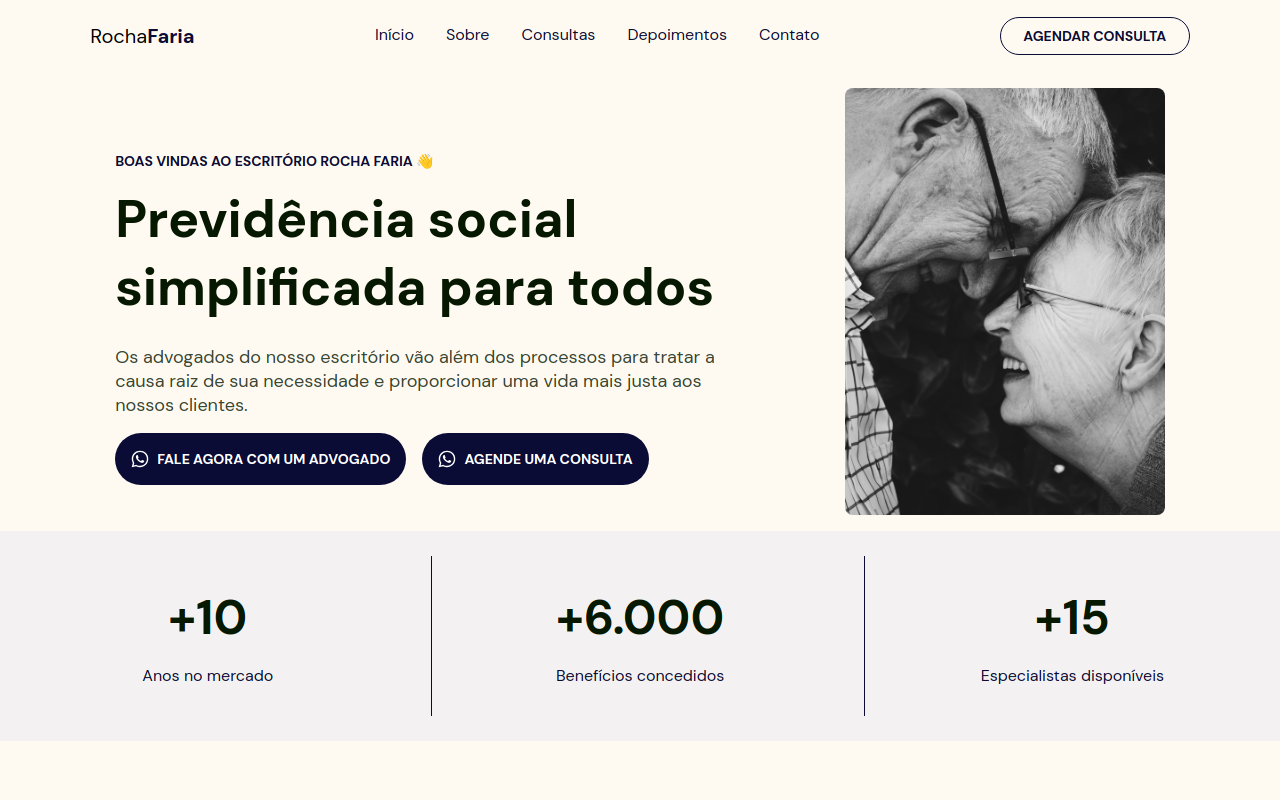 RochaFaria
Início
Sobre
Consultas
Depoimentos
Contato
AGENDAR CONSULTA
BOAS VINDAS AO ESCRITÓRIO ROCHA FARIA 👋
Previdência social
simplificada para todos
Os advogados do nosso escritório vão além dos processos para tratar a
causa raiz de sua necessidade e proporcionar uma vida mais justa aos
nossos clientes.
FALE AGORA COM UM ADVOGADO
AGENDE UMA CONSULTA
+10
Anos no mercado
+6.000
Benefícios concedidos
+15
Especialistas disponíveis